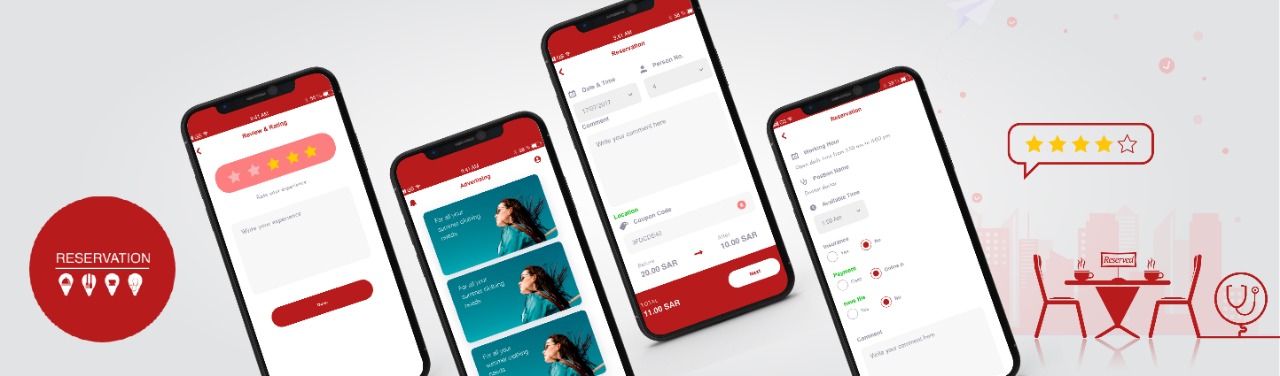 RESERVATION
9:41 AM
Review & Rating
Rate your experience
Write your experience
Next
9:41 AM
Advertising
For all your
summer clothing
needs
For all your
summer clothing
needs
For all your
summer clothing
needs
9:41 AM
Reservation
Date & Time
Person No.
17/07/2017
4
Comment
Write your comment here
Location
Coupon Code
Before
After
20.00 SAR
10.00 SAR
TOTAL
11.00 SAR
Next
Reservation
Working Hour
Position Name
Available Time
1:00 Am
Insurance
Yes
No
Payment
Cash
Online p
Yes
No
Comment
Write your comment here
Reserved